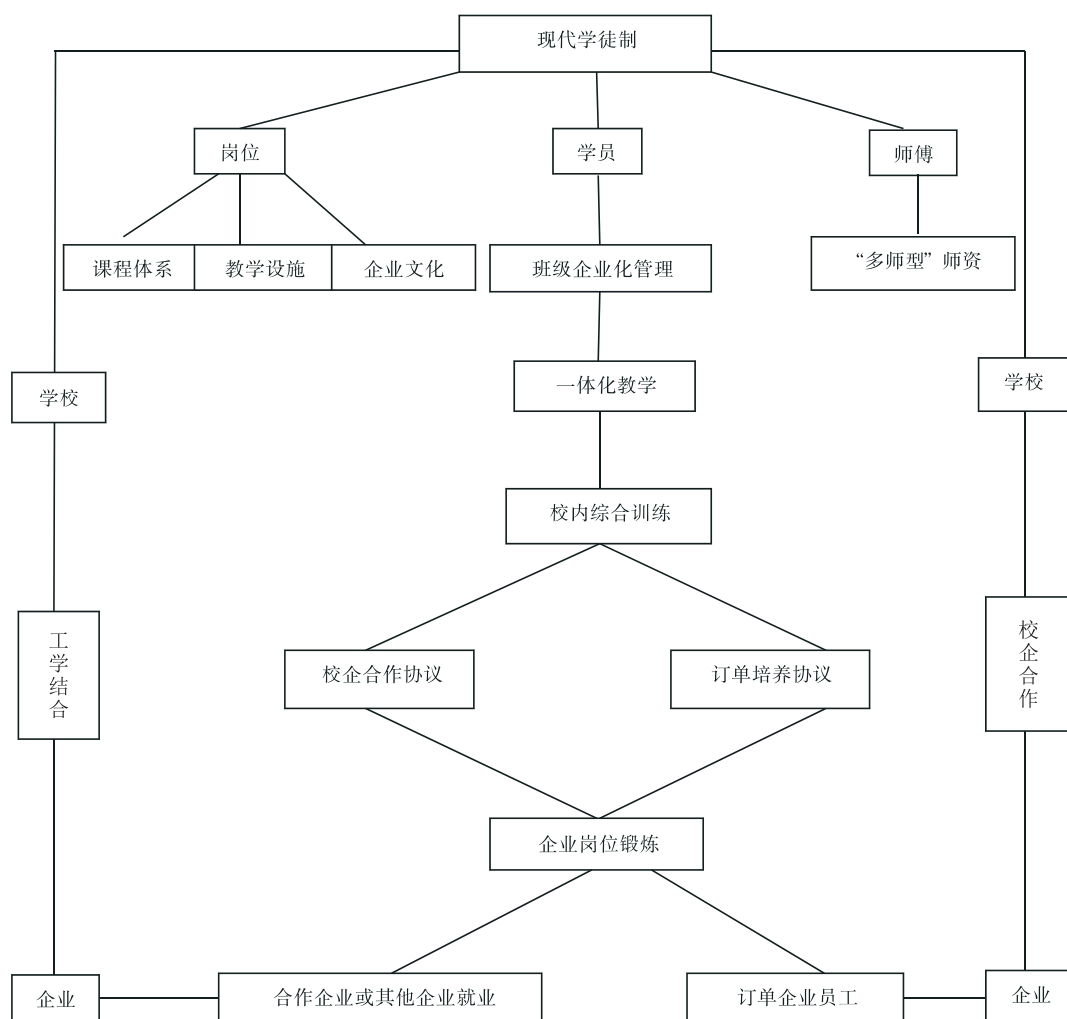 现代学徒制
岗位
学员
师傅
课程体系
教学设施
企业文化
班级企业化管理
“多师型”师资
学校
一体化教学
学校
校内综合训练
工学结合
校企合作协议
订单培养协议
校企合作
企业岗位锻炼
企业
合作企业或其他企业就业
订单企业员工
企业